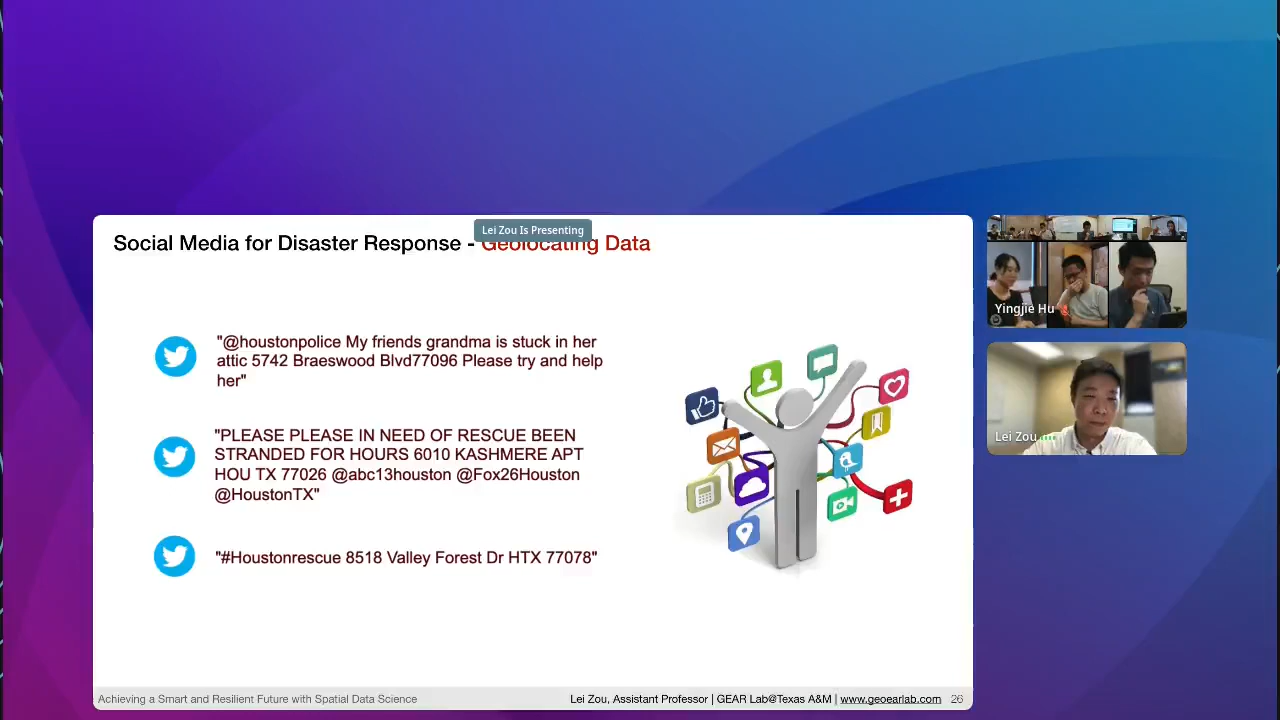 Lei Zou Is Presenting
Social Media for Disaster Response - Geolocating Data
"@houstonpolice My friends grandma is stuck in her
attic 5742 Braeswood Blvd77096 Please try and help
her"
"PLEASE PLEASE IN NEED OF RESCUE BEEN
STRANDED FOR HOURS 6010 KASHMERE APT
HOU TX 77026 @abc13houston @Fox26Houston
@HoustonTX"
"#Houstonrescue 8518 Valley Forest Dr HTX 77078"
Achieving a Smart and Resilient Future with Spatial Data Science
Lei Zou, Assistant Professor | GEAR Lab@Texas A&M | www.geoearlab.com 26
Yingjie Hu
Lei Zou